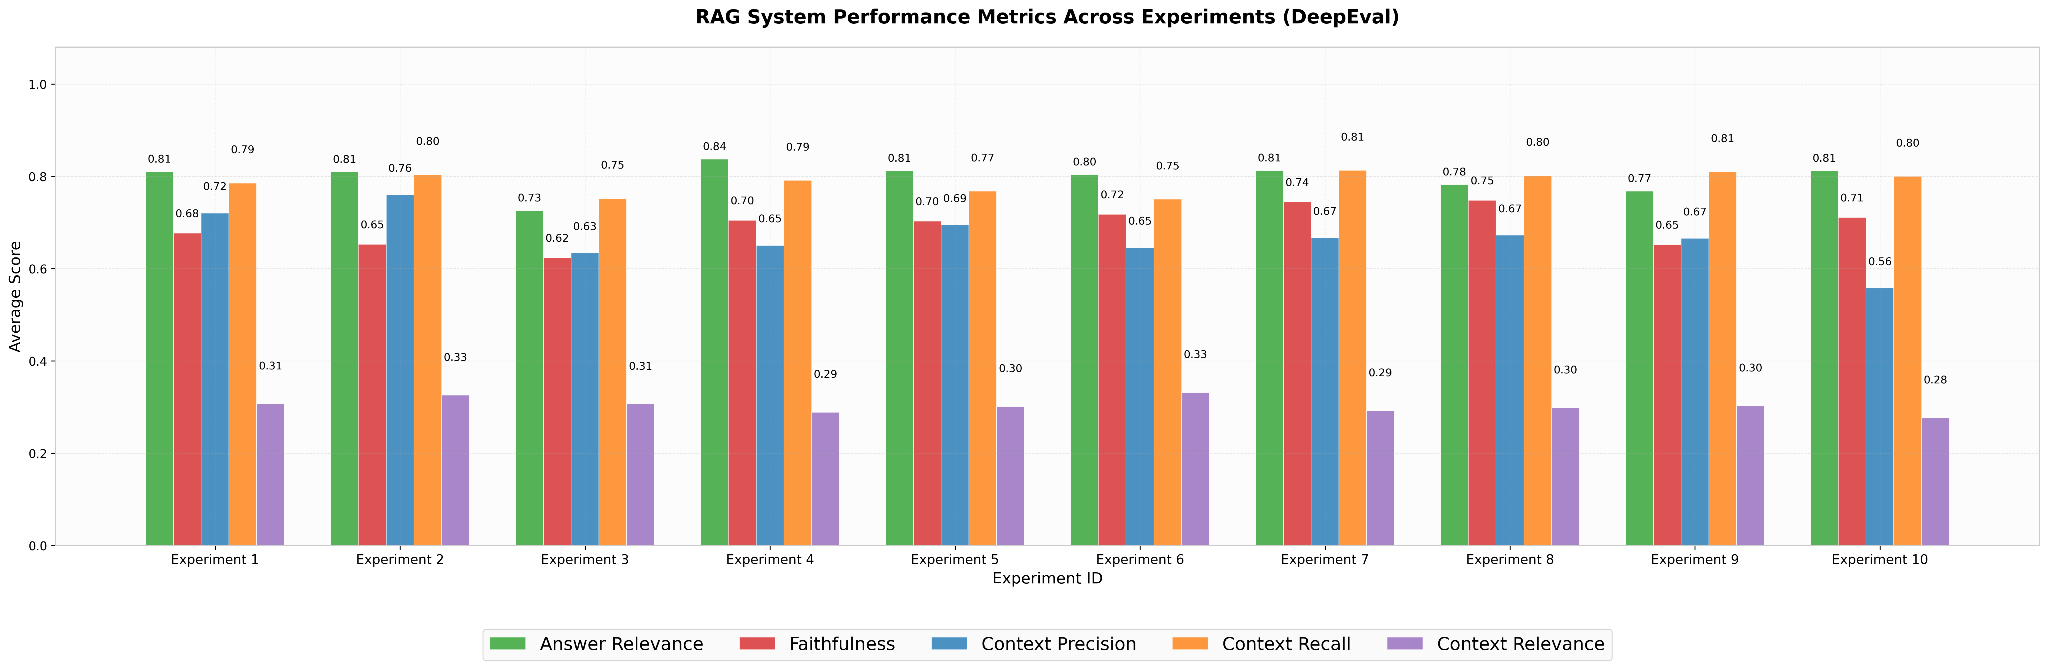 RAG System Performance Metrics Across Experiments (DeepEval)
Average Score
1.0
0.8
0.6
0.4
0.2
0.0
0.81 0.68 0.72 0.79 0.31
0.81 0.65 0.76 0.80 0.33
0.73 0.62 0.63 0.75 0.31
0.84 0.70 0.65 0.79 0.29
0.81 0.70 0.69 0.77 0.30
0.80 0.72 0.65 0.75 0.33
0.81 0.74 0.67 0.81 0.29
0.78 0.75 0.67 0.80 0.30
0.77 0.65 0.67 0.81 0.30
0.81 0.71 0.56 0.80 0.28
Experiment 1 Experiment 2 Experiment 3 Experiment 4 Experiment 5 Experiment 6 Experiment 7 Experiment 8 Experiment 9 Experiment 10
Experiment ID
Answer Relevance Faithfulness Context Precision Context Recall Context Relevance